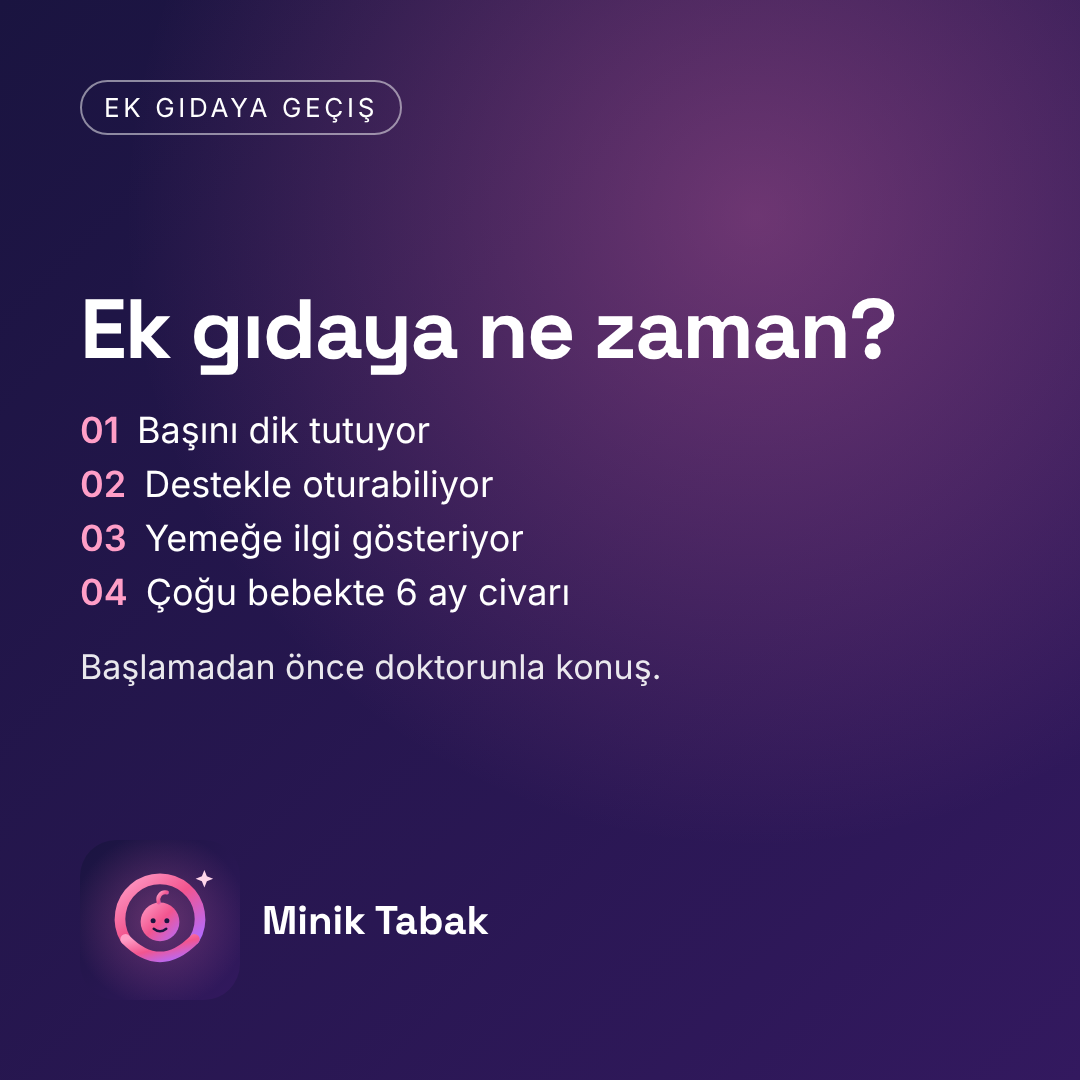 EK GIDAYA GEÇIŞ
Ek gıdaya ne zaman?
01 Başını dik tutuyor
02 Destekle oturabiliyor
03 Yemeğe ilgi gösteriyor
04 Çoğu bebekte 6 ay civarı
Başlamadan önce doktorunla konuş.
Minik Tabak